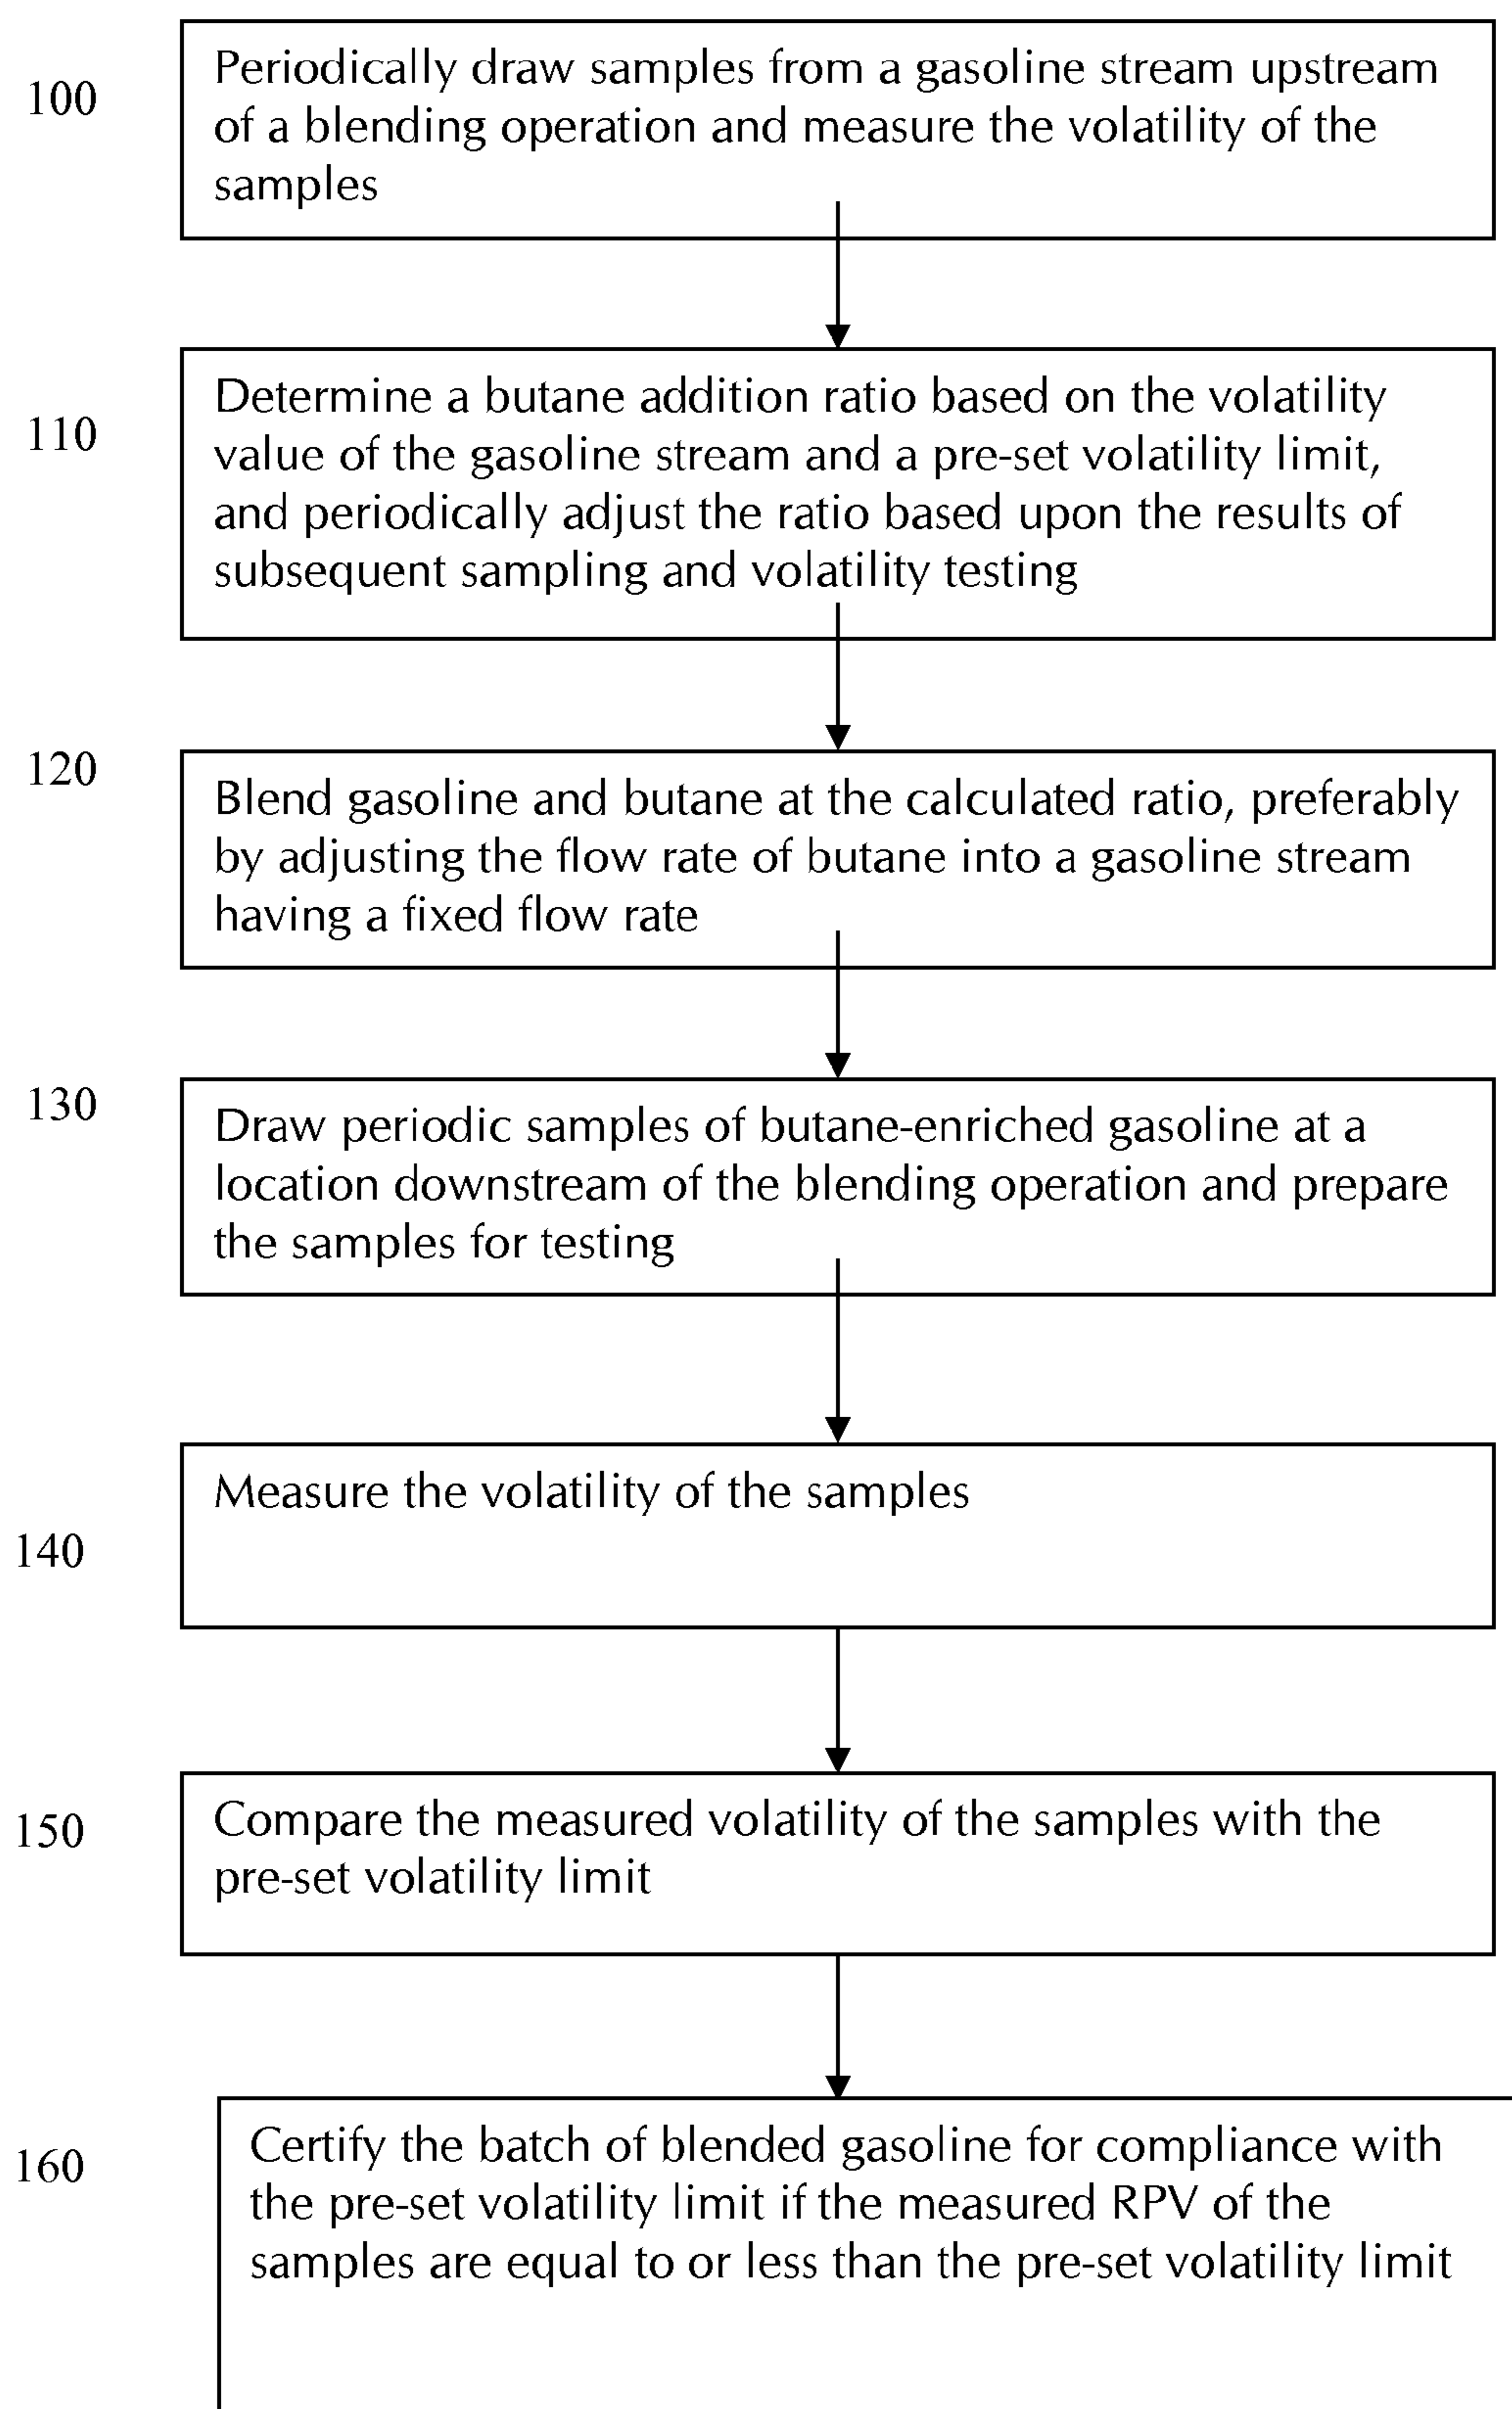 100
Periodically draw samples from a gasoline stream upstream
of a blending operation and measure the volatility of the
samples
110
Determine a butane addition ratio based on the volatility
value of the gasoline stream and a pre-set volatility limit,
and periodically adjust the ratio based upon the results of
subsequent sampling and volatility testing
120
Blend gasoline and butane at the calculated ratio, preferably
by adjusting the flow rate of butane into a gasoline stream
having a fixed flow rate
130
Draw periodic samples of butane-enriched gasoline at a
location downstream of the blending operation and prepare
the samples for testing
140
Measure the volatility of the samples
150
Compare the measured volatility of the samples with the
pre-set volatility limit
160
Certify the batch of blended gasoline for compliance with
the pre-set volatility limit if the measured RPV of the
samples are equal to or less than the pre-set volatility limit